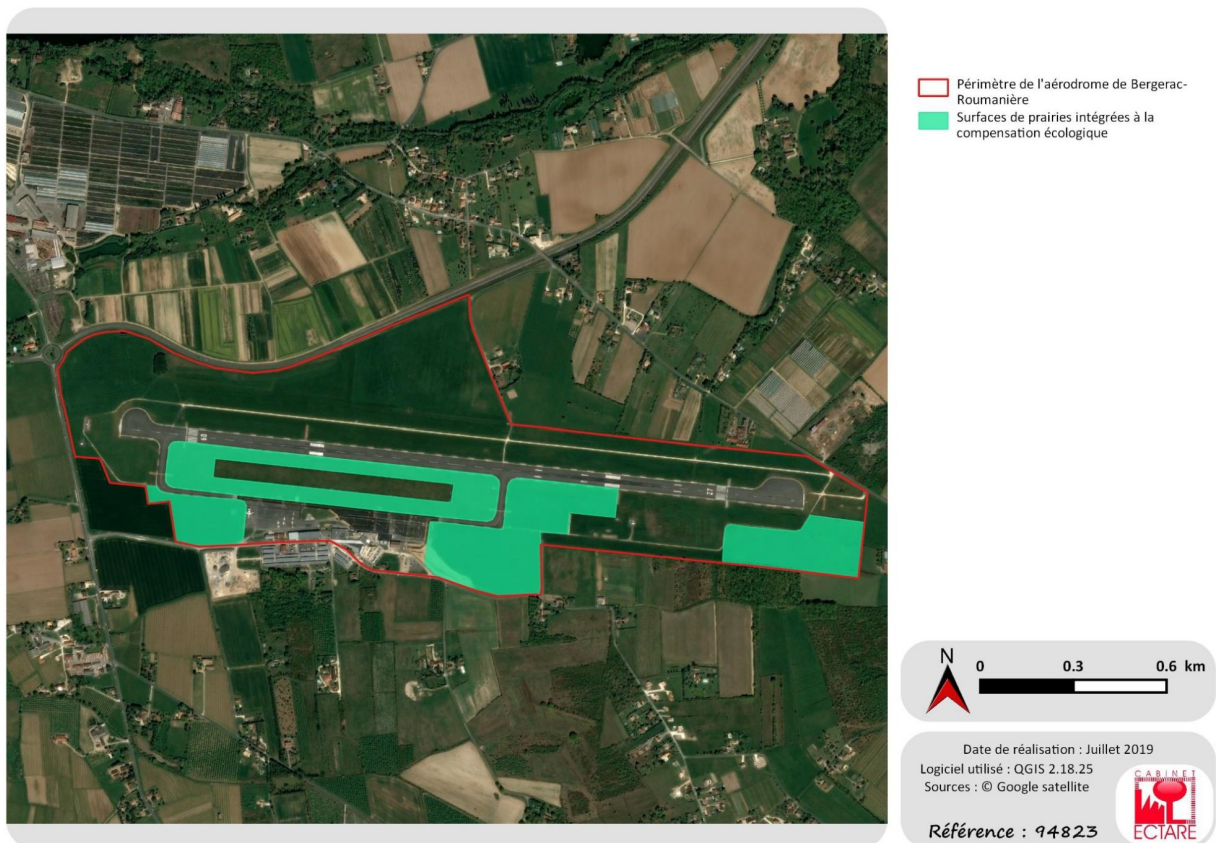 Périmètre de l'aérodrome de Bergerac-
Roumanière
Surfaces de prairies intégrées à la
compensation écologique
N
0 0.3 0.6 km
Date de réalisation : Juillet 2019
Logiciel utilisé : QGIS 2.18.25
Sources : © Google satellite
Référence : 94823
CABINET
ECTARE